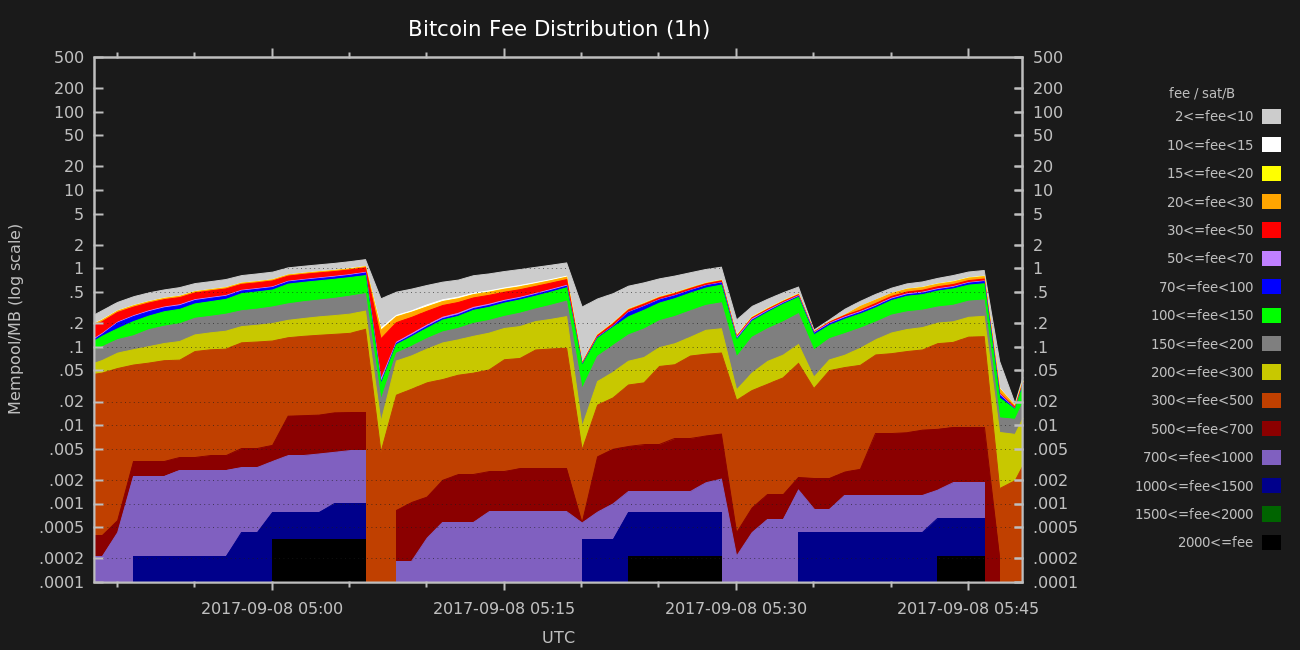 Bitcoin Fee Distribution (1h)
500
200
100
50
20
10
5
2
1
.5
.2
.1
.05
.02
.01
.005
.002
.001
.0005
.0002
.0001
Mempool/MB (log scale)
500
200
100
50
20
10
5
2
1
.5
.2
.1
.05
.02
.01
.005
.002
.001
.0005
.0002
.0001
2017-09-08 05:00
2017-09-08 05:15
2017-09-08 05:30
2017-09-08 05:45
UTC
fee / sat/B
2<=fee<10
10<=fee<15
15<=fee<20
20<=fee<30
30<=fee<50
50<=fee<70
70<=fee<100
100<=fee<150
150<=fee<200
200<=fee<300
300<=fee<500
500<=fee<700
700<=fee<1000
1000<=fee<1500
1500<=fee<2000
2000<=fee